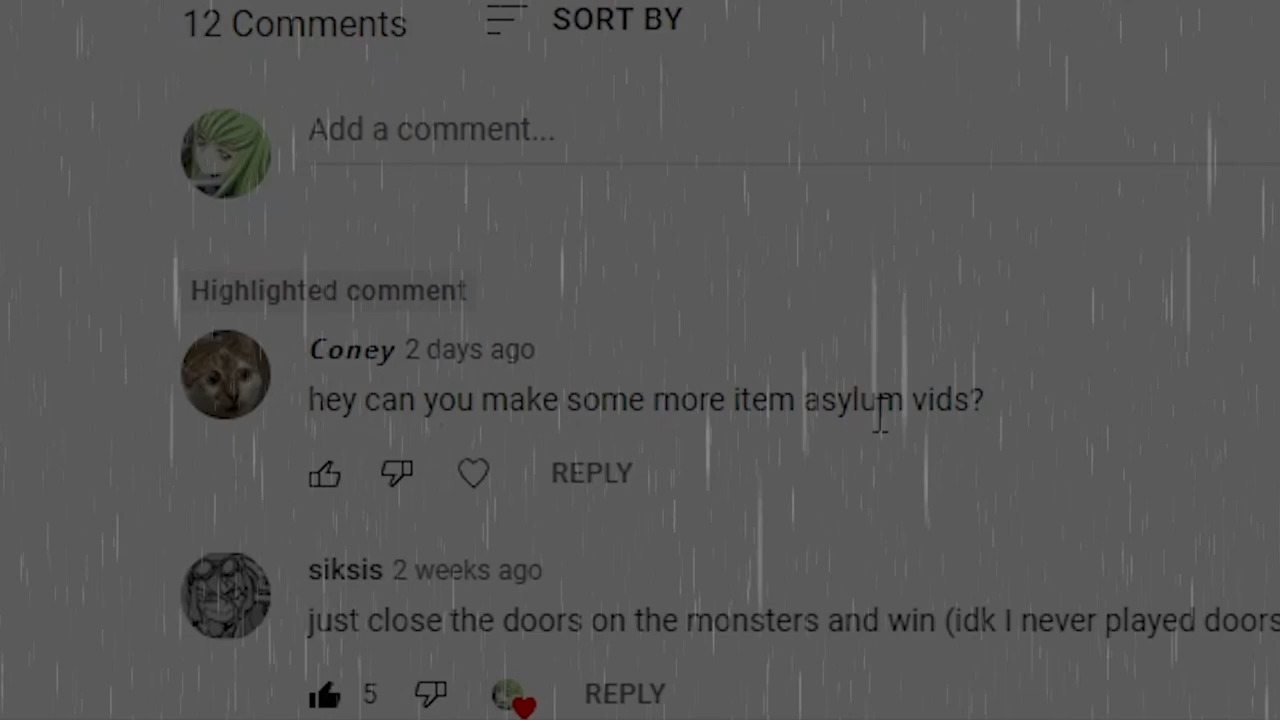 12 Comments
SORT BY
Add a comment...
Highlighted comment
Coney 2 days ago
hey can you make some more item asylum vids?
REPLY
siksis 2 weeks ago
just close the doors on the monsters and win (idk I never played doors
5
REPLY